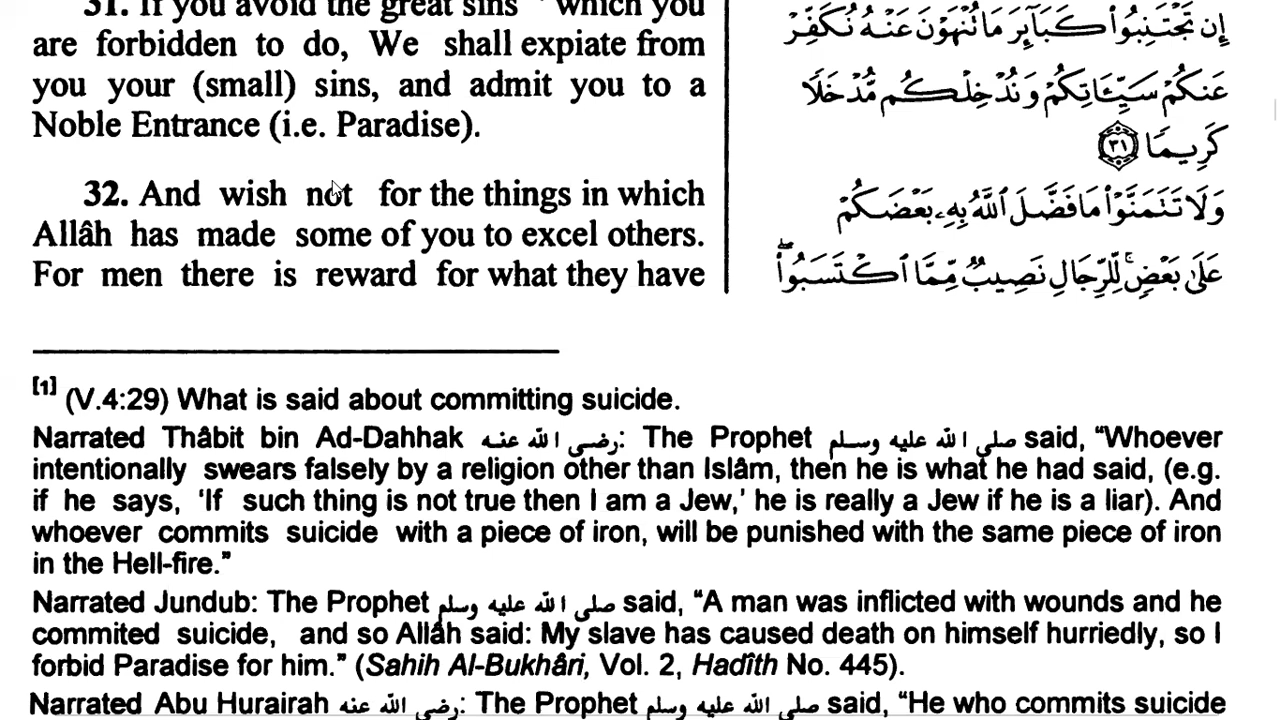 31. If you avoid the great sins which you
are forbidden to do, We shall expiate from
you your (small) sins, and admit you to a
Noble Entrance (i.e. Paradise).
32. And wish not for the things in which
Allâh has made some of you to excel others.
For men there is reward for what they have
إِن تَجْتَنِبُوا۟ كَبَآئِرَ مَا تُنْهَوْنَ عَنْهُ نُكَفِّرْ
عَنكُمْ سَيِّـَٔاتِكُمْ وَنُدْخِلْكُم مُّدْخَلًا
كَرِيمًا ٣١
وَلَا تَتَمَنَّوْا۟ مَا فَضَّلَ ٱللَّهُ بِهِۦ بَعْضَكُمْ
عَلَىٰ بَعْضٍ ۚ لِّلرِّجَالِ نَصِيبٌ مِّمَّا ٱكْتَسَبُوا۟ ۖ
[1] (V.4:29) What is said about committing suicide.
Narrated Thâbit bin Ad-Dahhak رضي الله عنه: The Prophet صلى الله عليه وسلم said, “Whoever
intentionally swears falsely by a religion other than Islâm, then he is what he had said, (e.g.
if he says, ‘If such thing is not true then I am a Jew,’ he is really a Jew if he is a liar). And
whoever commits suicide with a piece of iron, will be punished with the same piece of iron
in the Hell-fire.”
Narrated Jundub: The Prophet صلى الله عليه وسلم said, “A man was inflicted with wounds and he
commited suicide, and so Allâh said: My slave has caused death on himself hurriedly, so I
forbid Paradise for him.” (Sahih Al-Bukhâri, Vol. 2, Hadîth No. 445).
Narrated Abu Hurairah رضي الله عنه: The Prophet صلى الله عليه وسلم said, “He who commits suicide